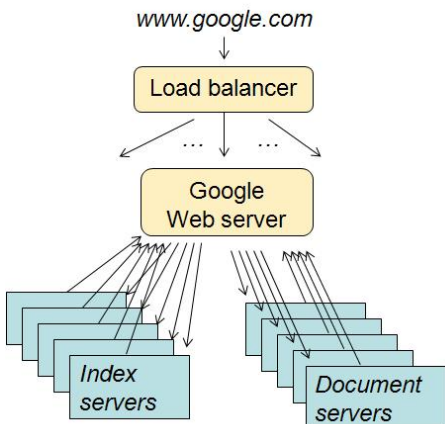 www.google.com
Load balancer
... ...
Google
Web server
Index
servers
Document
servers